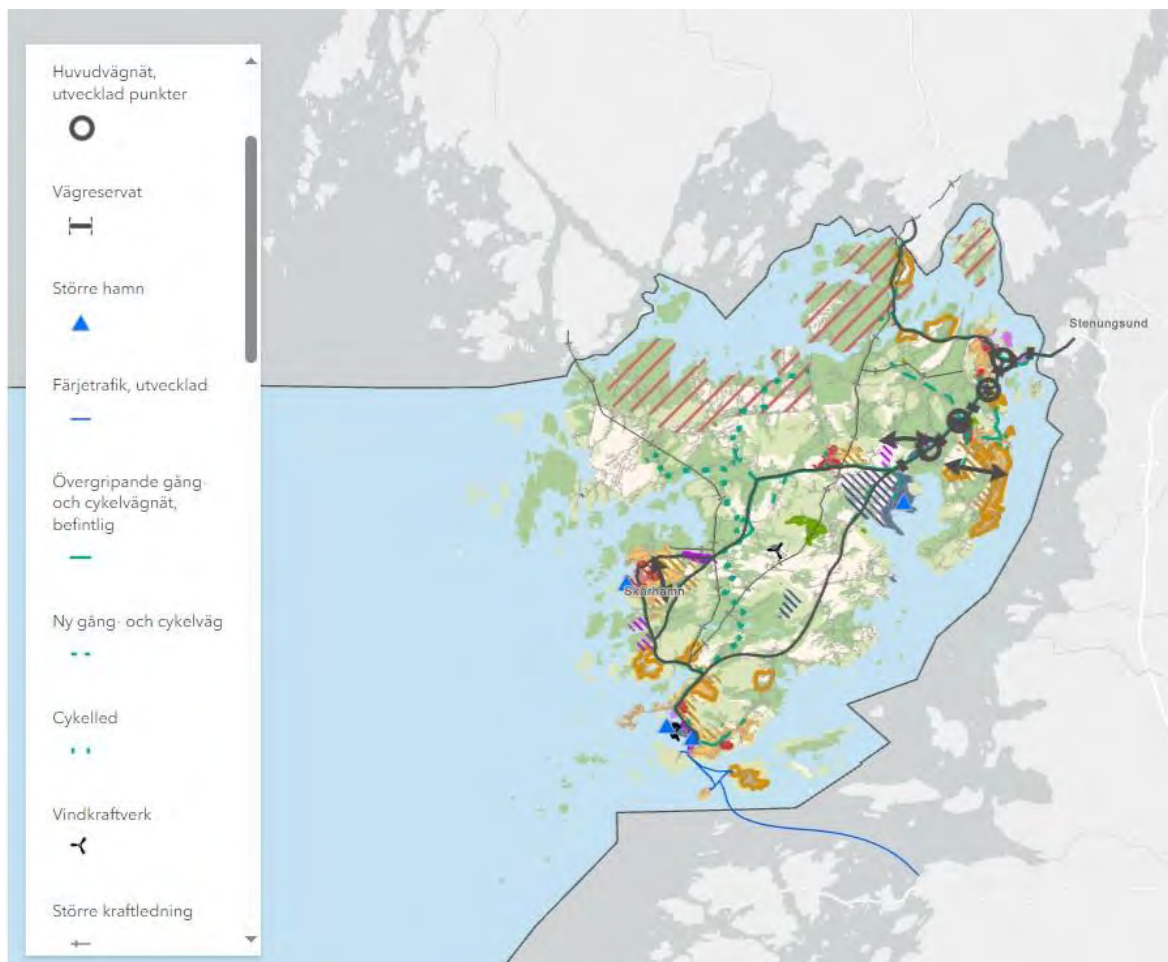 Huvudvägnät,
utvecklad punkter
Vägreservat
Större hamn
Färjetrafik, utvecklad
Övergripande gång-
och cykelvägnät,
befintlig
Ny gång- och cykelväg
Cykelled
Vindkraftverk
Större kraftledning
Stenungsund
Skärhamn